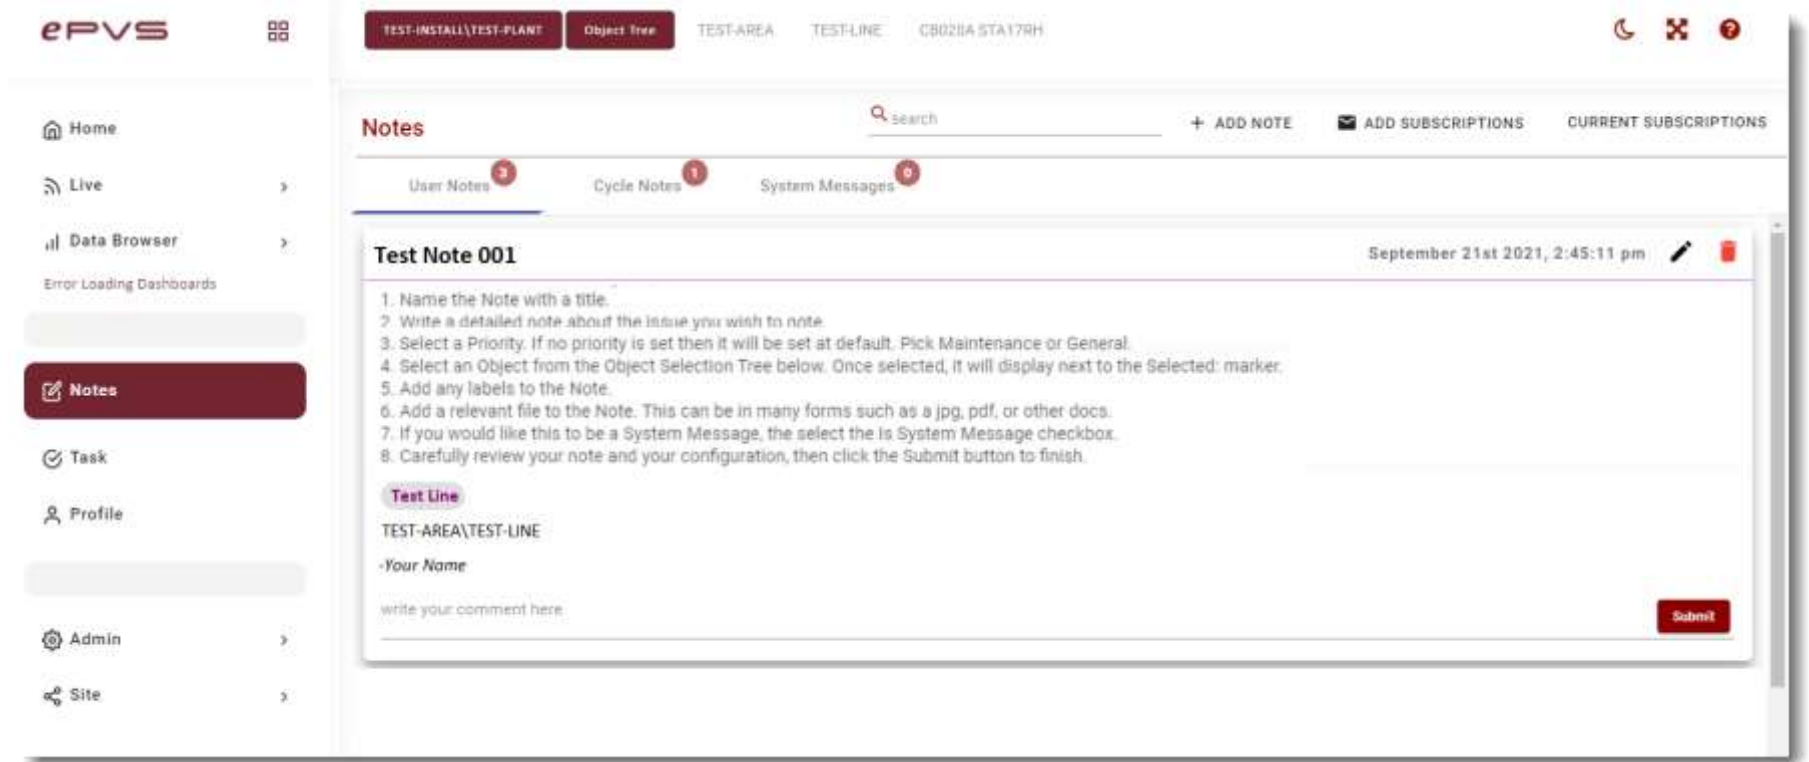 ePVS
TEST-INSTALL\TEST-PLANT
Object Tree
TEST-AREA
TEST-LINE
CB020A STA17RH
Home
Live
Data Browser
Error Loading Dashboards
Notes
Task
Profile
Admin
Site
Notes
search
+ ADD NOTE
ADD SUBSCRIPTIONS
CURRENT SUBSCRIPTIONS
User Notes 3
Cycle Notes 1
System Messages 0
Test Note 001
September 21st 2021, 2:45:11 pm
1. Name the Note with a title.
2. Write a detailed note about the issue you wish to note.
3. Select a Priority. If no priority is set then it will be set at default. Pick Maintenance or General.
4. Select an Object from the Object Selection Tree below. Once selected, it will display next to the Selected: marker.
5. Add any labels to the Note.
6. Add a relevant file to the Note. This can be in many forms such as a jpg, pdf, or other docs.
7. If you would like this to be a System Message, the select the Is System Message checkbox.
8. Carefully review your note and your configuration, then click the Submit button to finish.
Test Line
TEST-AREA\TEST-LINE
-Your Name
write your comment here
Submit